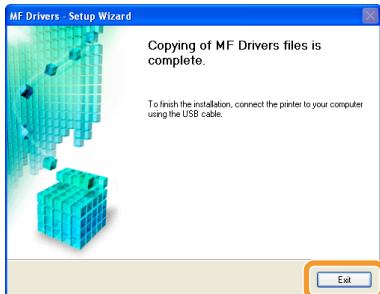 MF Drivers - Setup Wizard
Copying of MF Drivers files is
complete.
To finish the installation, connect the printer to your computer
using the USB cable.
Exit